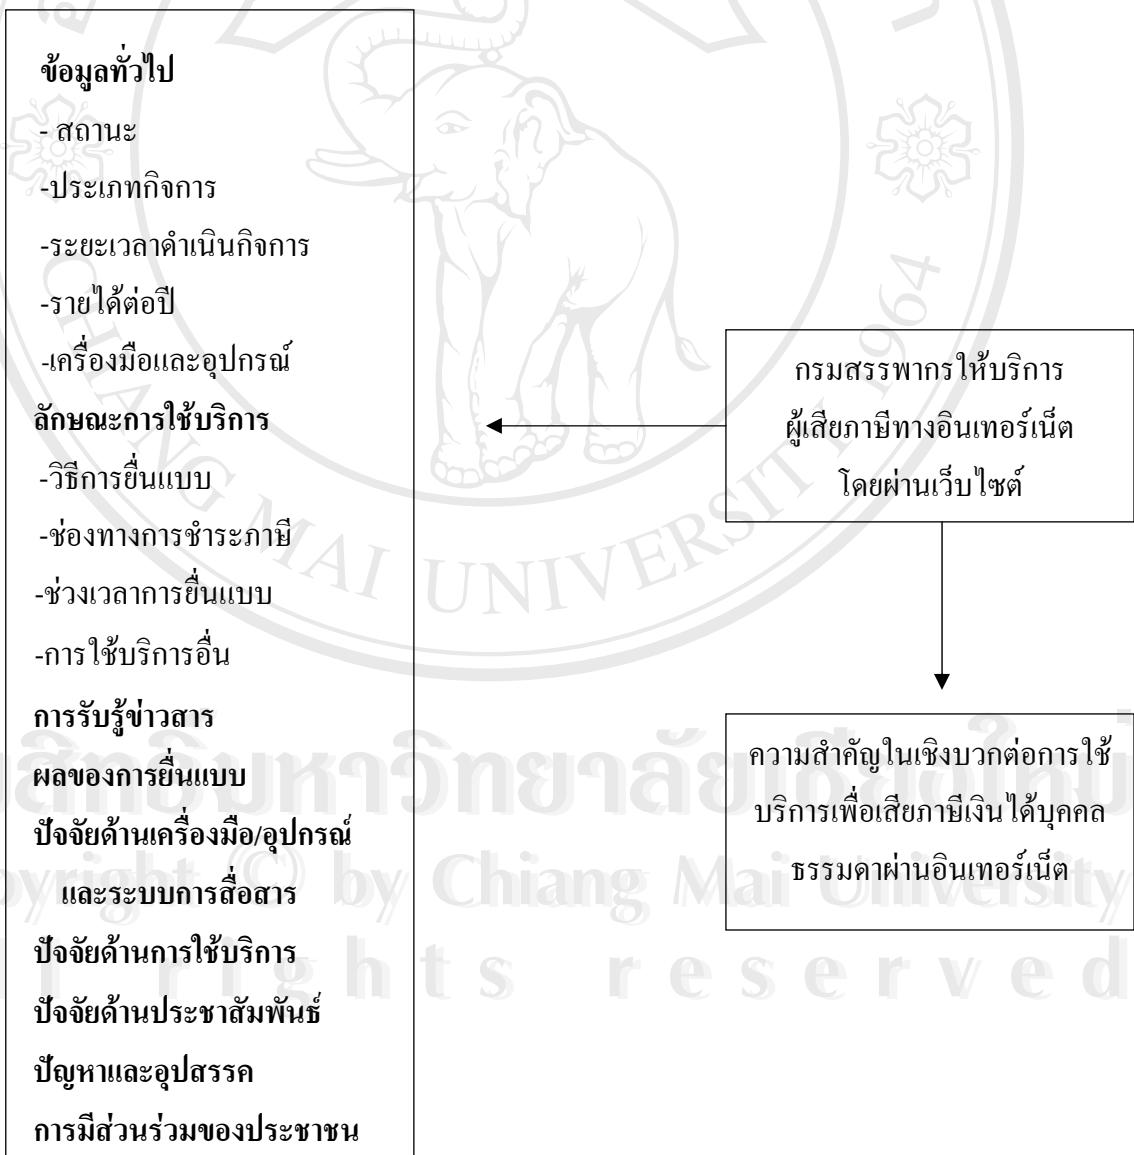 ข้อมูลทั่วไป
- สถานะ
-ประเภทกิจการ
-ระยะเวลาดำเนินกิจการ
-รายได้ต่อปี
-เครื่องมือและอุปกรณ์
ลักษณะการใช้บริการ
-วิธีการยื่นแบบ
-ช่องทางการชำระภาษี
-ช่วงเวลาการยื่นแบบ
-การใช้บริการอื่น
การรับรู้ข่าวสาร
ผลของการยื่นแบบ
ปัจจัยด้านเครื่องมือ/อุปกรณ์
และระบบการสื่อสาร
ปัจจัยด้านการใช้บริการ
ปัจจัยด้านประชาสัมพันธ์
ปัญหาและอุปสรรค
การมีส่วนร่วมของประชาชน
กรมสรรพากรให้บริการ
ผู้เสียภาษีทางอินเทอร์เน็ต
โดยผ่านเว็บไซต์
ความสำคัญในเชิงบวกต่อการใช้
บริการเพื่อเสียภาษีเงินได้บุคคล
ธรรมดาผ่านอินเทอร์เน็ต
CHIANG MAI UNIVERSITY 1964
by Chiang Mai University
rights reserved